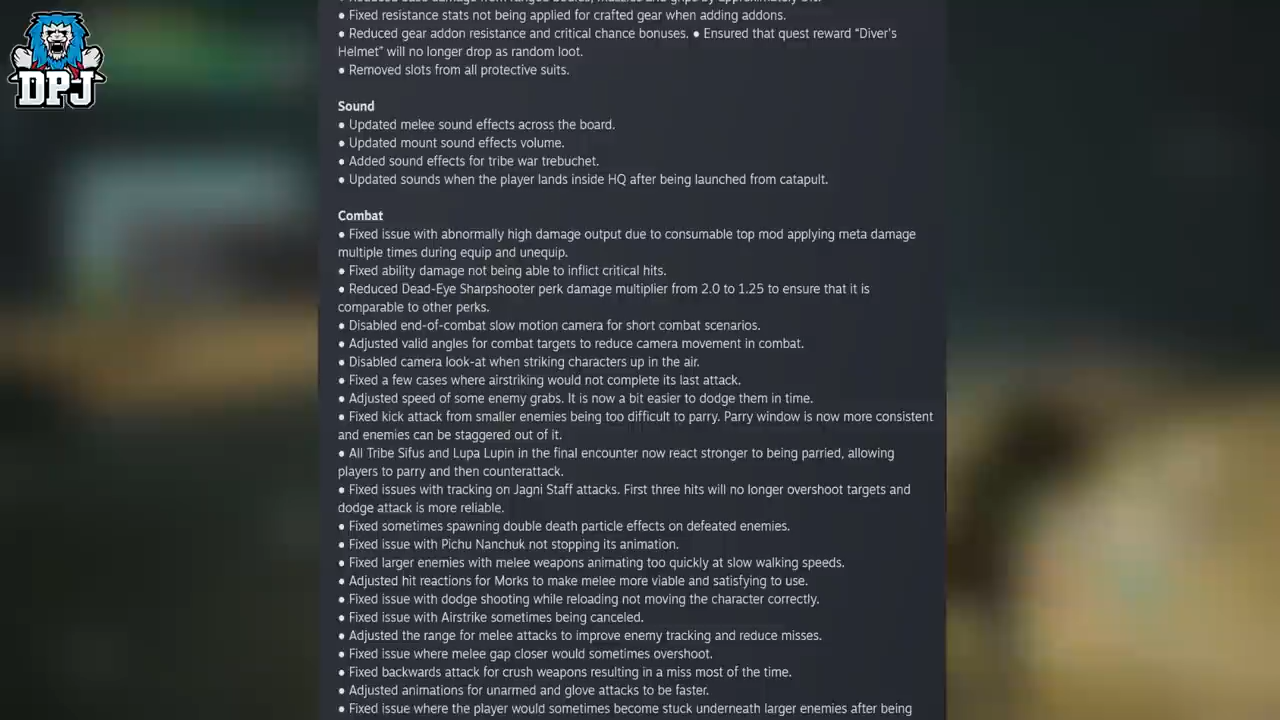 DPJ
● Fixed resistance stats not being applied for crafted gear when adding addons.
● Reduced gear addon resistance and critical chance bonuses. ● Ensured that quest reward “Diver's
Helmet” will no longer drop as random loot.
● Removed slots from all protective suits.
Sound
● Updated melee sound effects across the board.
● Updated mount sound effects volume.
● Added sound effects for tribe war trebuchet.
● Updated sounds when the player lands inside HQ after being launched from catapult.
Combat
● Fixed issue with abnormally high damage output due to consumable top mod applying meta damage
multiple times during equip and unequip.
● Fixed ability damage not being able to inflict critical hits.
● Reduced Dead-Eye Sharpshooter perk damage multiplier from 2.0 to 1.25 to ensure that it is
comparable to other perks.
● Disabled end-of-combat slow motion camera for short combat scenarios.
● Adjusted valid angles for combat targets to reduce camera movement in combat.
● Disabled camera look-at when striking characters up in the air.
● Fixed a few cases where airstriking would not complete its last attack.
● Adjusted speed of some enemy grabs. It is now a bit easier to dodge them in time.
● Fixed kick attack from smaller enemies being too difficult to parry. Parry window is now more consistent
and enemies can be staggered out of it.
● All Tribe Sifus and Lupa Lupin in the final encounter now react stronger to being parried, allowing
players to parry and then counterattack.
● Fixed issues with tracking on Jagni Staff attacks. First three hits will no longer overshoot targets and
dodge attack is more reliable.
● Fixed sometimes spawning double death particle effects on defeated enemies.
● Fixed issue with Pichu Nanchuk not stopping its animation.
● Fixed larger enemies with melee weapons animating too quickly at slow walking speeds.
● Adjusted hit reactions for Morks to make melee more viable and satisfying to use.
● Fixed issue with dodge shooting while reloading not moving the character correctly.
● Fixed issue with Airstrike sometimes being canceled.
● Adjusted the range for melee attacks to improve enemy tracking and reduce misses.
● Fixed issue where melee gap closer would sometimes overshoot.
● Fixed backwards attack for crush weapons resulting in a miss most of the time.
● Adjusted animations for unarmed and glove attacks to be faster.
● Fixed issue where the player would sometimes become stuck underneath larger enemies after being